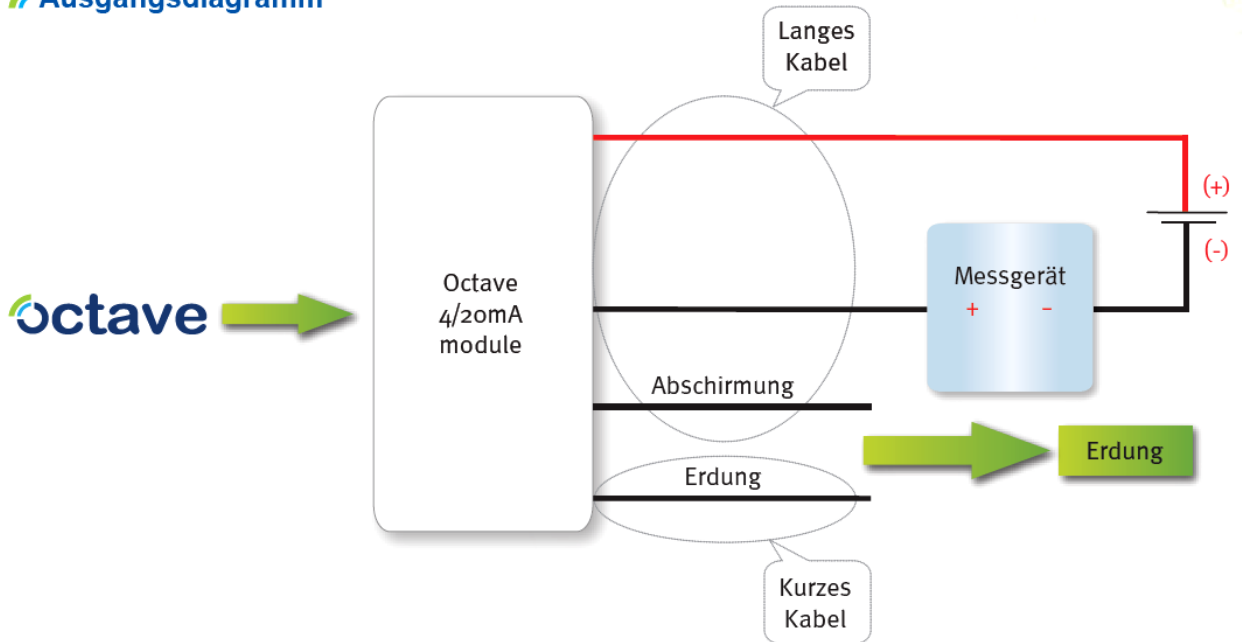 Ausgangsdiagramm
Langes
Kabel
(+)
(-)
Messgerät
+ -
Octave
4/20mA
module
octave
Abschirmung
Erdung
Erdung
Kurzes
Kabel